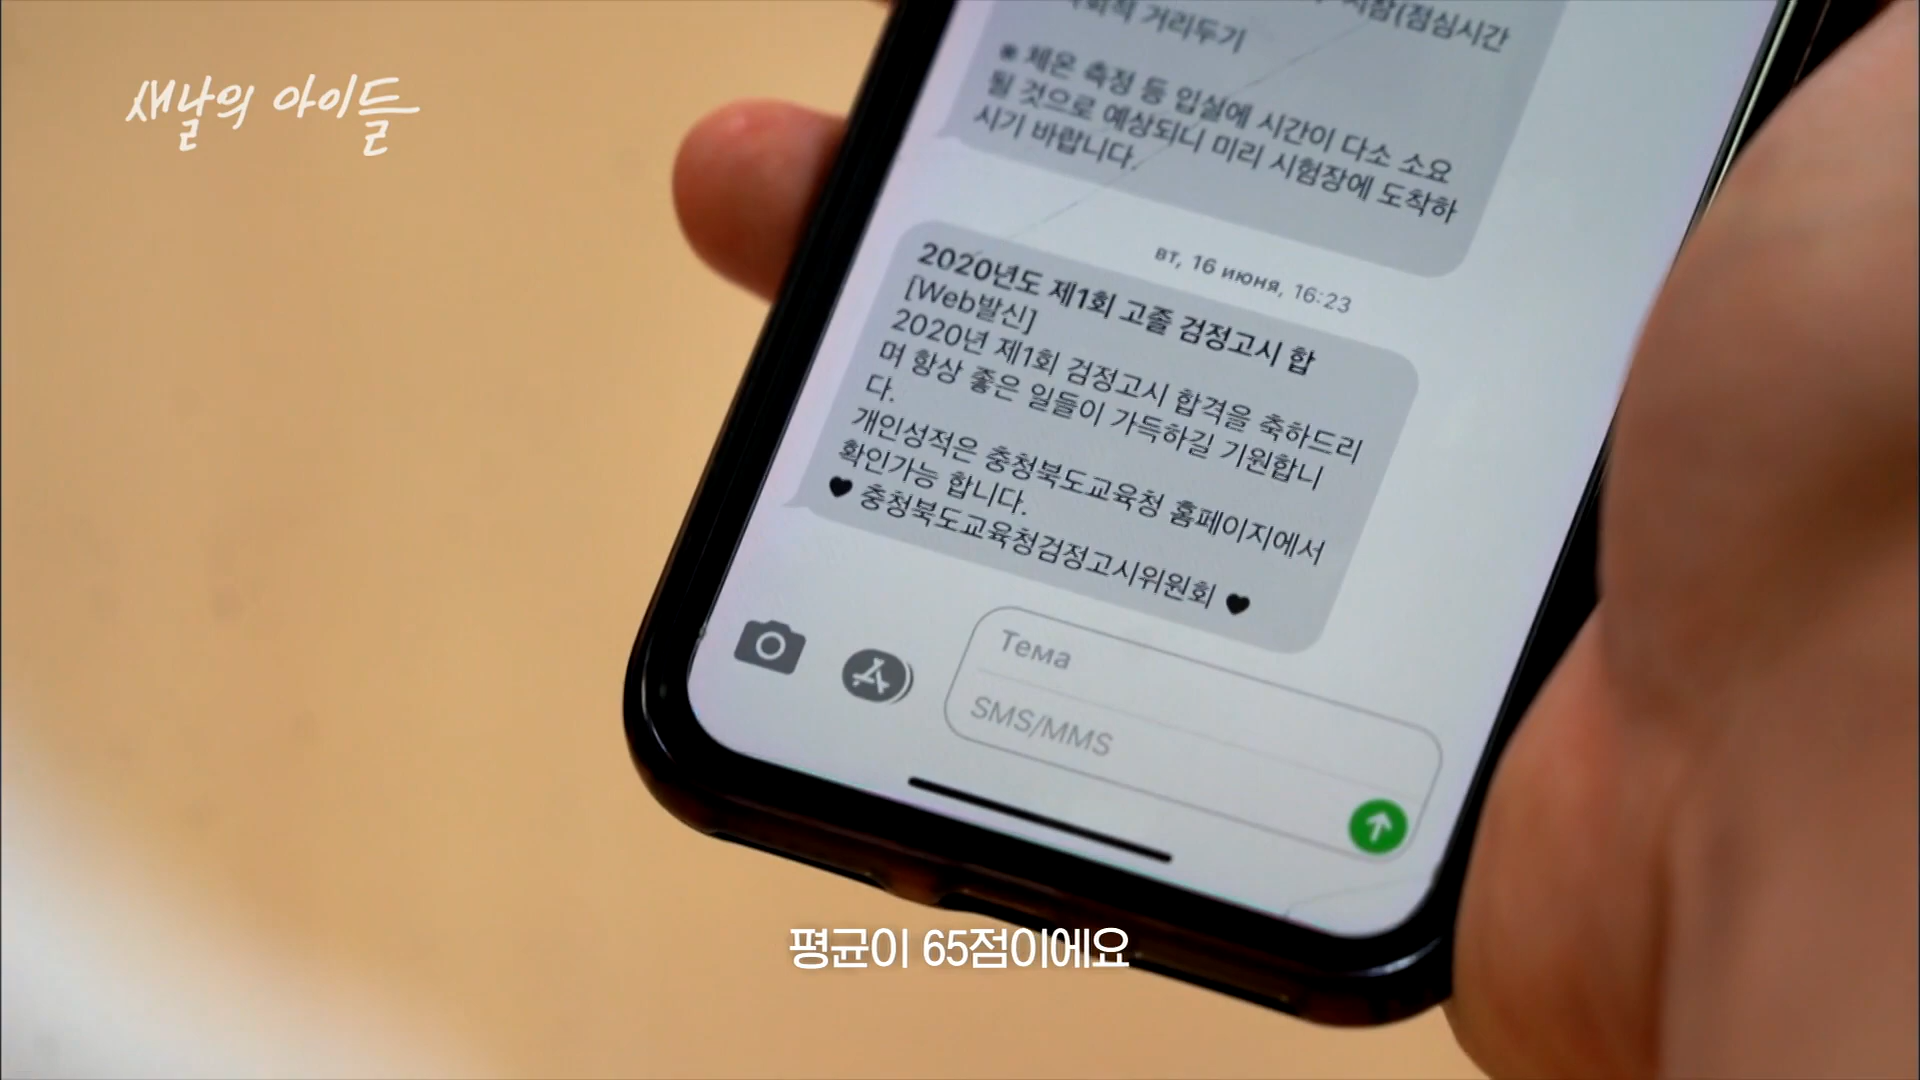 새날의 아이들
거리두기
※ 체온 측정 등 입실에 시간이 다소 소요
될 것으로 예상되니 미리 시험장에 도착하
시기 바랍니다.
вт, 16 июня, 16:23
2020년도 제1회 고졸 검정고시 합
[Web발신]
2020년 제1회 검정고시 합격을 축하드리
며 항상 좋은 일들이 가득하길 기원합니
다.
개인성적은 충청북도교육청 홈페이지에서
확인가능 합니다.
♥ 충청북도교육청검정고시위원회 ♥
Тема
SMS/MMS
평균이 65점이에요